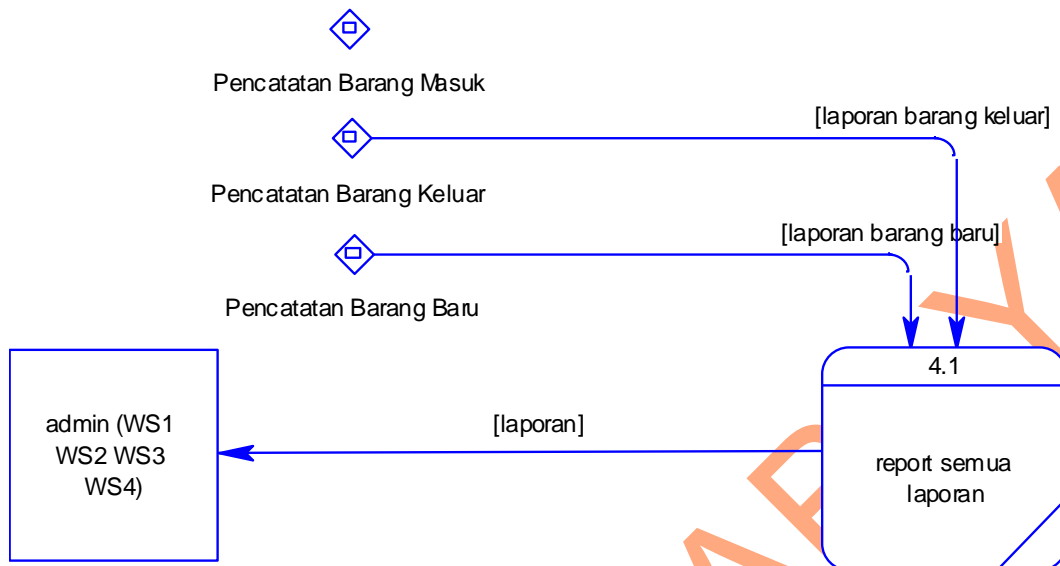 Pencatatan Barang Masuk
[laporan barang keluar]
Pencatatan Barang Keluar
[laporan barang baru]
Pencatatan Barang Baru
4.1
admin (WS1
WS2 WS3
WS4)
[laporan]
report semua
laporan